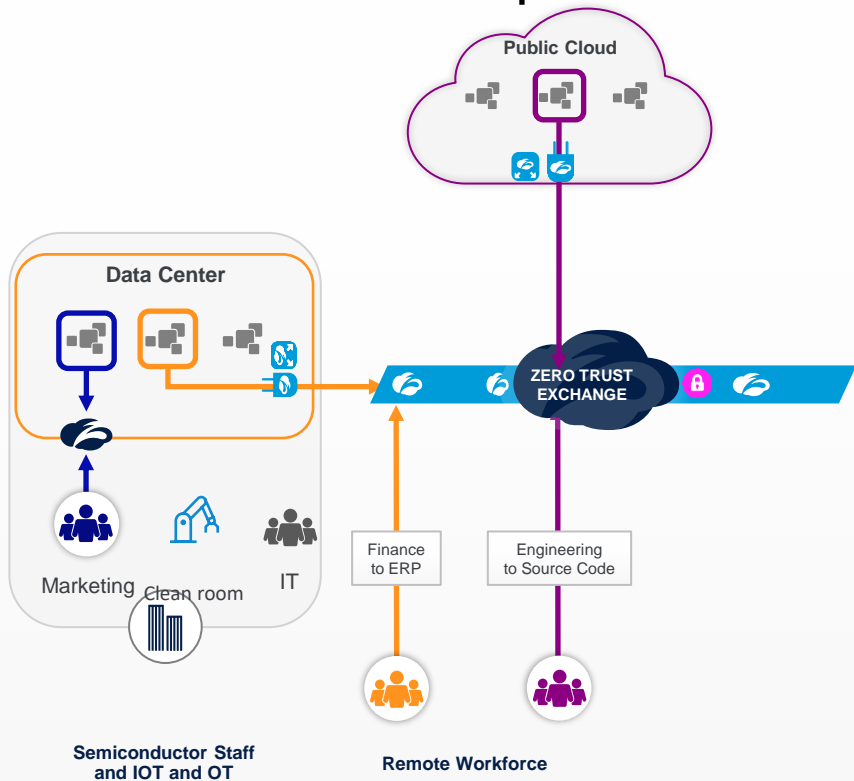 Public Cloud
Data Center
ZERO TRUST
EXCHANGE
Finance
to ERP
Engineering
to Source Code
Marketing
Clean room
IT
Semiconductor Staff
and IOT and OT
Remote Workforce